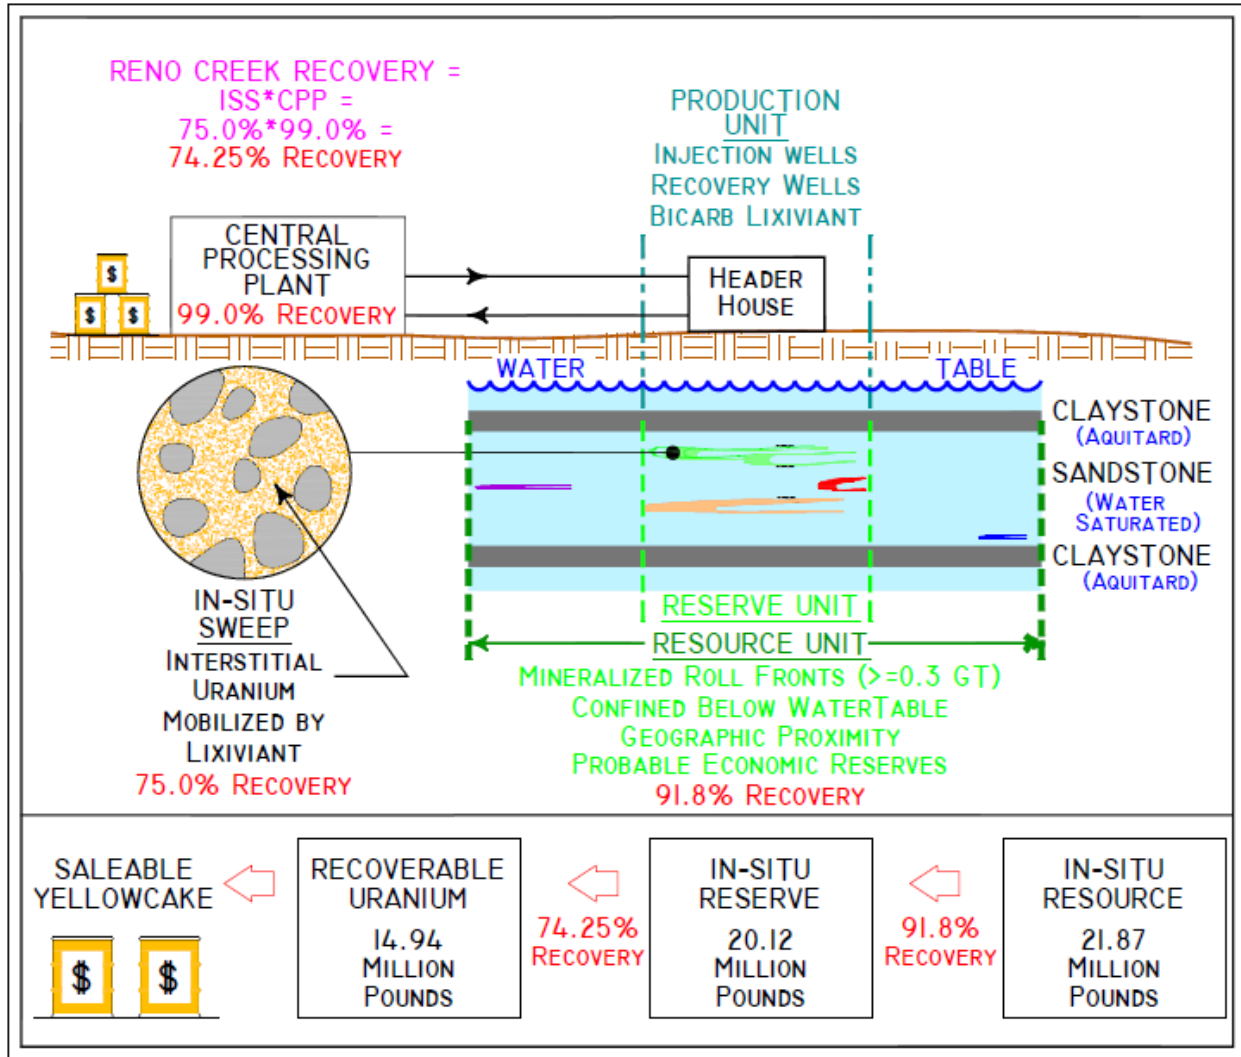 RENO CREEK RECOVERY =
ISS*CPP =
75.0%*99.0% =
74.25% RECOVERY
PRODUCTION
UNIT
INJECTION WELLS
RECOVERY WELLS
BICARB LIXIVIANT
CENTRAL
PROCESSING
PLANT
99.0% RECOVERY
$
$ $
HEADER
HOUSE
WATER TABLE
CLAYSTONE
(AQUITARD)
SANDSTONE
(WATER
SATURATED)
CLAYSTONE
(AQUITARD)
IN-SITU
SWEEP
INTERSTITIAL
URANIUM
MOBILIZED BY
LIXIVIANT
75.0% RECOVERY
RESERVE UNIT
RESOURCE UNIT
MINERALIZED ROLL FRONTS (>=0.3 GT)
CONFINED BELOW WATERTABLE
GEOGRAPHIC PROXIMITY
PROBABLE ECONOMIC RESERVES
91.8% RECOVERY
SALEABLE
YELLOWCAKE
$ $
RECOVERABLE
URANIUM
14.94
MILLION
POUNDS
74.25%
RECOVERY
IN-SITU
RESERVE
20.12
MILLION
POUNDS
91.8%
RECOVERY
IN-SITU
RESOURCE
21.87
MILLION
POUNDS